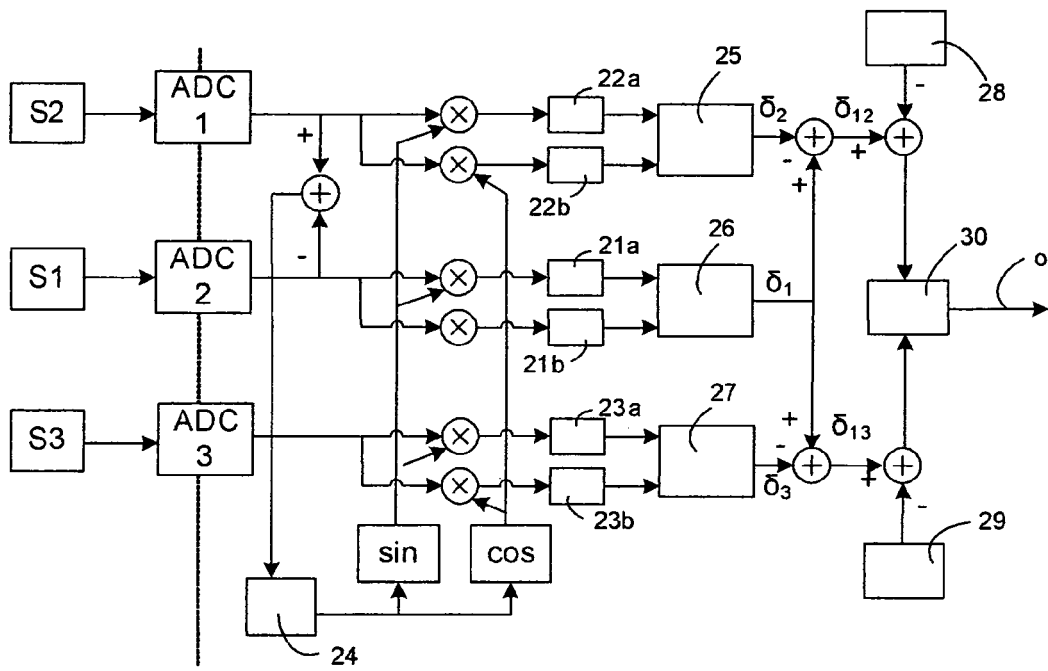 S2
ADC
1
+
+
-
22a
22b
25
δ2
δ12
-
+
+
-
28
S1
ADC
2
21a
21b
26
δ1
30
o
S3
ADC
3
23a
23b
27
δ3
δ13
+
-
+
+
+
-
29
sin
cos
24